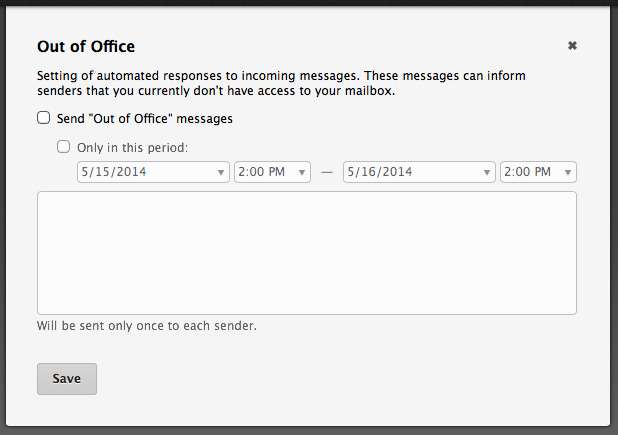 Out of Office
Setting of automated responses to incoming messages. These messages can inform
senders that you currently don't have access to your mailbox.
Send "Out of Office" messages
Only in this period:
5/15/2014 2:00 PM — 5/16/2014 2:00 PM
Will be sent only once to each sender.
Save